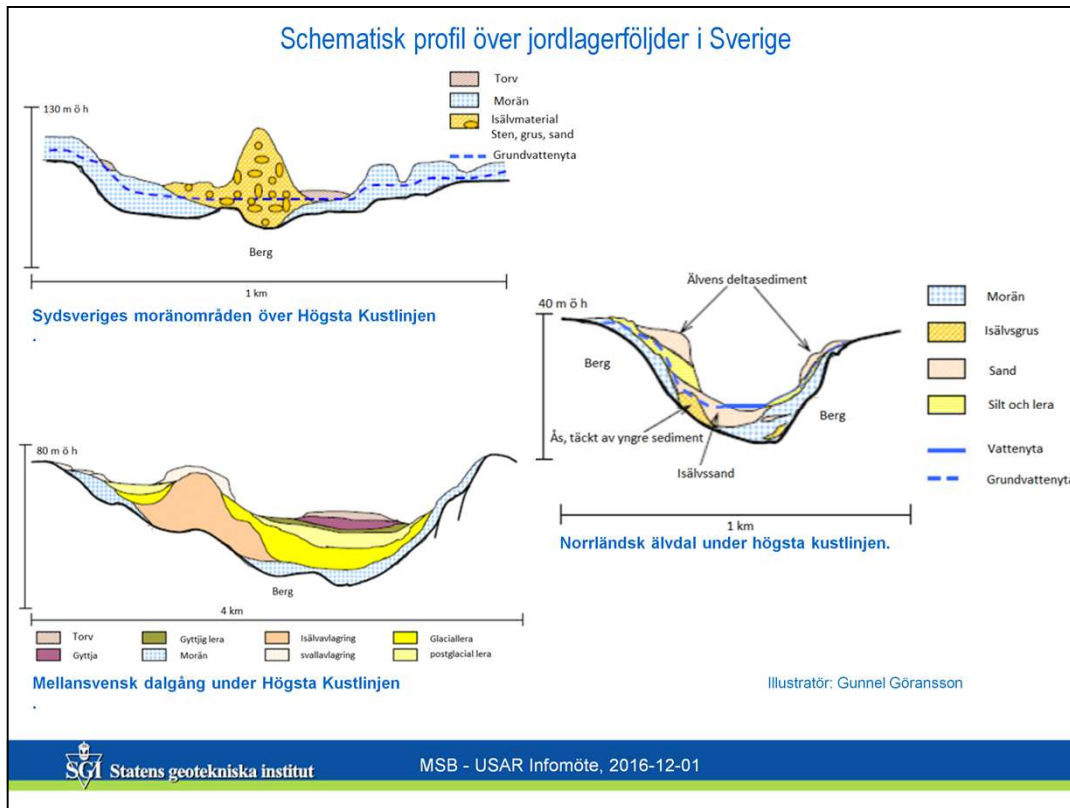 Schematisk profil över jordlagerföljder i Sverige
130 m ö h
Torv
Morän
Isälvmaterial
Sten, grus, sand
Grundvattenyta
Berg
1 km
Sydsveriges moränområden över Högsta Kustlinjen
.
Älvens deltasediment
40 m ö h
Berg
Berg
Ås, täckt av yngre sediment
Isälvssand
Morän
Isälvsgrus
Sand
Silt och lera
Vattenyta
Grundvattenyta
1 km
Norrländsk älvdal under högsta kustlinjen.
80 m ö h
Berg
4 km
Torv
Gyttjig lera
Isälvavlagring
Glaciallera
Gyttja
Morän
svallavlagring
postglacial lera
Mellansvensk dalgång under Högsta Kustlinjen
.
Illustratör: Gunnel Göransson
SGI Statens geotekniska institut
MSB - USAR Infomöte, 2016-12-01